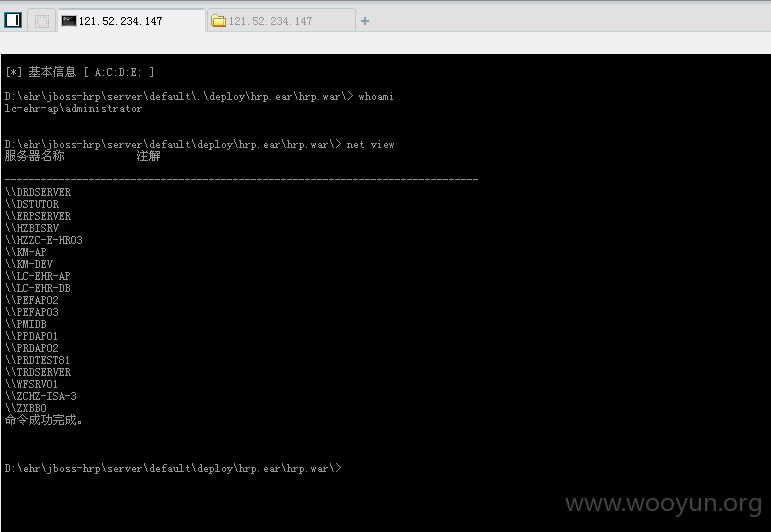 121.52.234.147 121.52.234.147 +
[*] 基本信息 [ A:C:D:E: ]
D:\ehr\jboss-hrp\server\default\.\deploy\hrp.ear\hrp.war\> whoami
lc-ehr-ap\administrator
D:\ehr\jboss-hrp\server\default\deploy\hrp.ear\hrp.war\> net view
服务器名称 注解
-------------------------------------------------------------------------------
\\DRDSERVER
\\DSTUTOR
\\ERPSERVER
\\HZBISRV
\\HZZC-E-HR03
\\KM-AP
\\KM-DEV
\\LC-EHR-AP
\\LC-EHR-DB
\\PEFAP02
\\PEFAP03
\\PMIDB
\\PPDAP01
\\PRDAP02
\\PRDTEST81
\\TRDSERVER
\\WFSRV01
\\ZCHZ-ISA-3
\\ZXBBO
命令成功完成。
D:\ehr\jboss-hrp\server\default\deploy\hrp.ear\hrp.war\>
www.wooyun.org